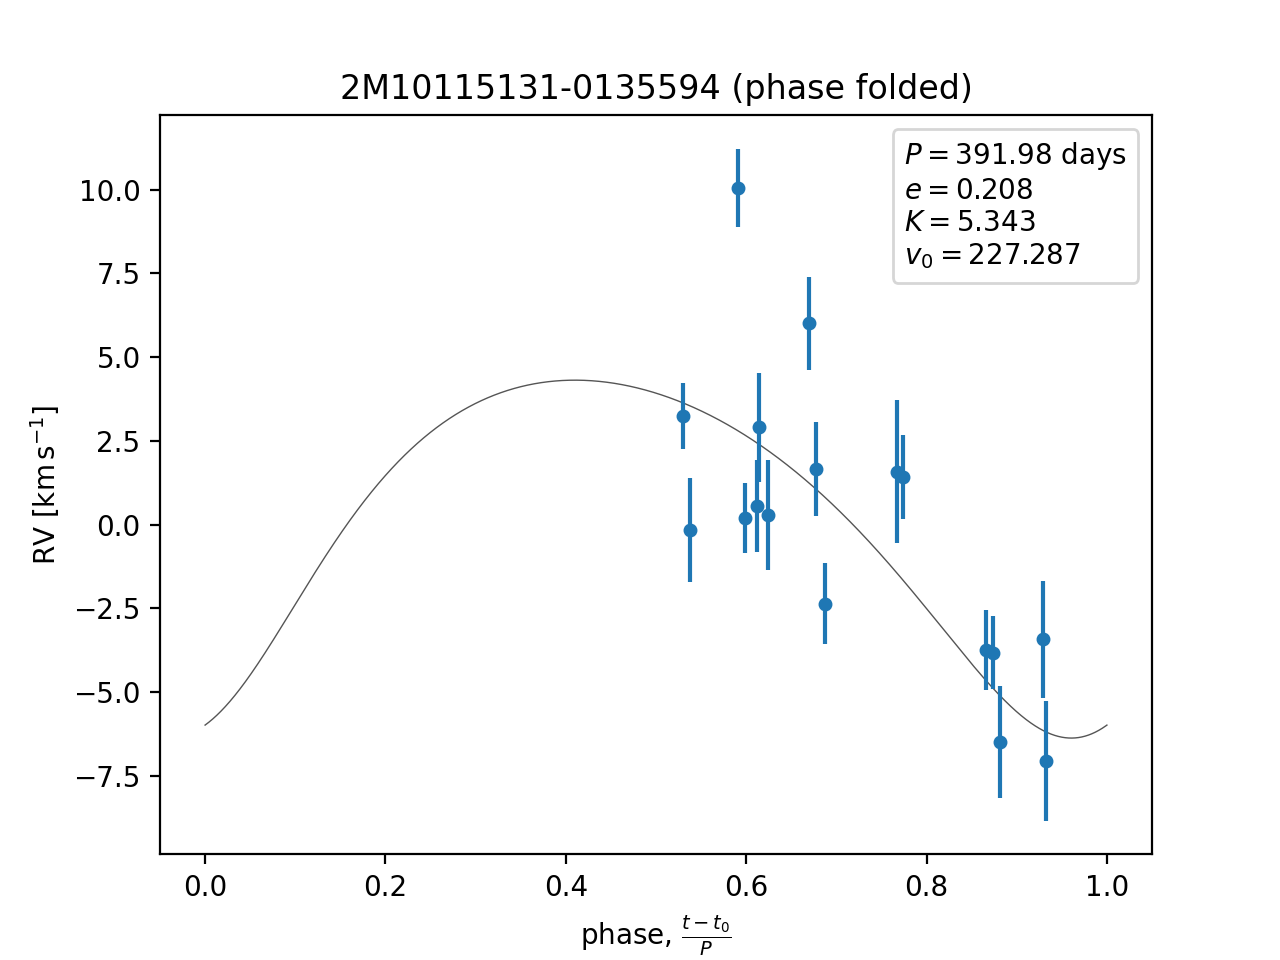 2M10115131-0135594 (phase folded)
P = 391.98 days
e = 0.208
K = 5.343
v₀ = 227.287
10.0
7.5
5.0
2.5
0.0
−2.5
−5.0
−7.5
RV [km s⁻¹]
0.0 0.2 0.4 0.6 0.8 1.0
phase, (t − t₀)/P